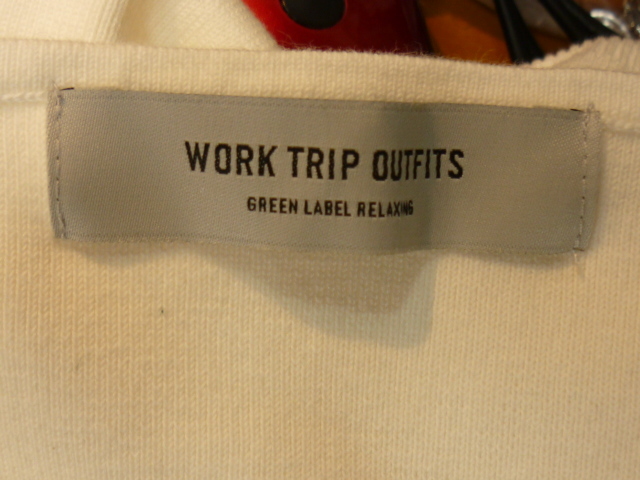 WORK TRIP OUTFITS
GREEN LABEL RELAXING